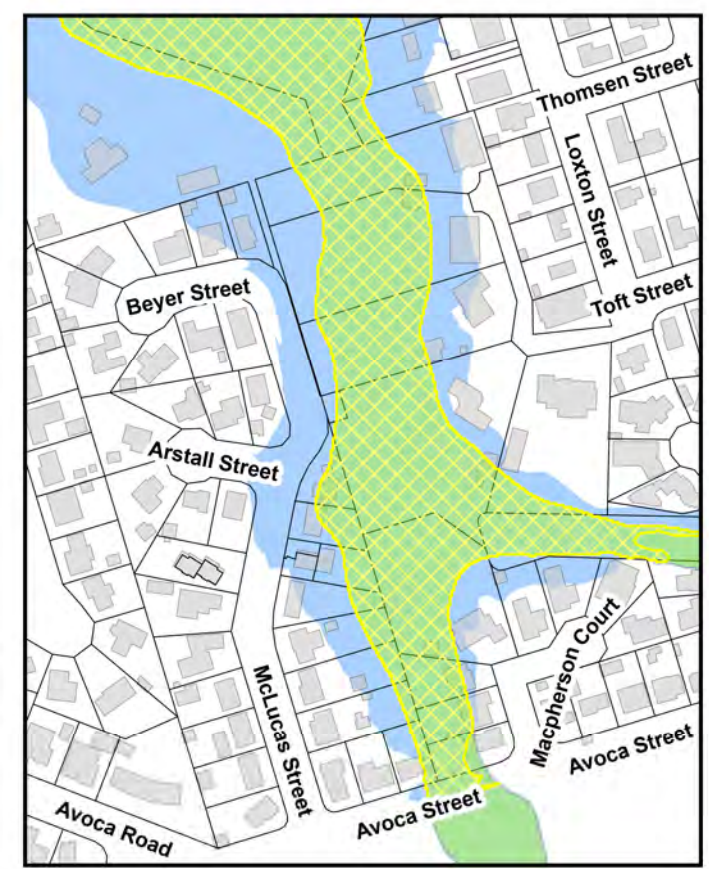 Thomsen Street
Loxton Street
Toft Street
Beyer Street
Arstall Street
McLucas Street
Macpherson Court
Avoca Street
Avoca Street
Avoca Road